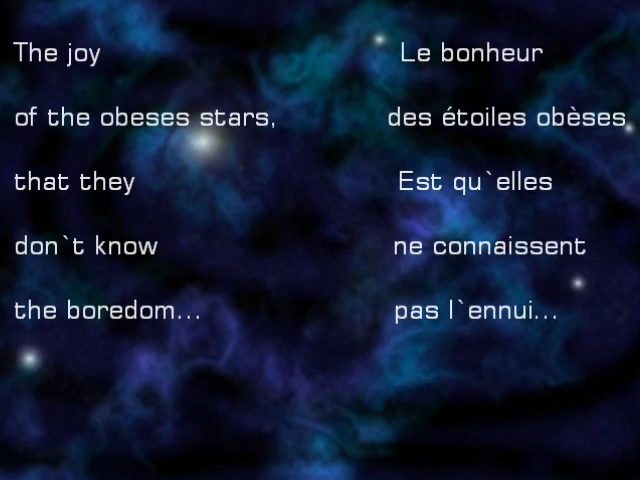 The joy
of the obeses stars,
that they
don`t know
the boredom...
Le bonheur
des étoiles obèses
Est qu`elles
ne connaissent
pas l`ennui...